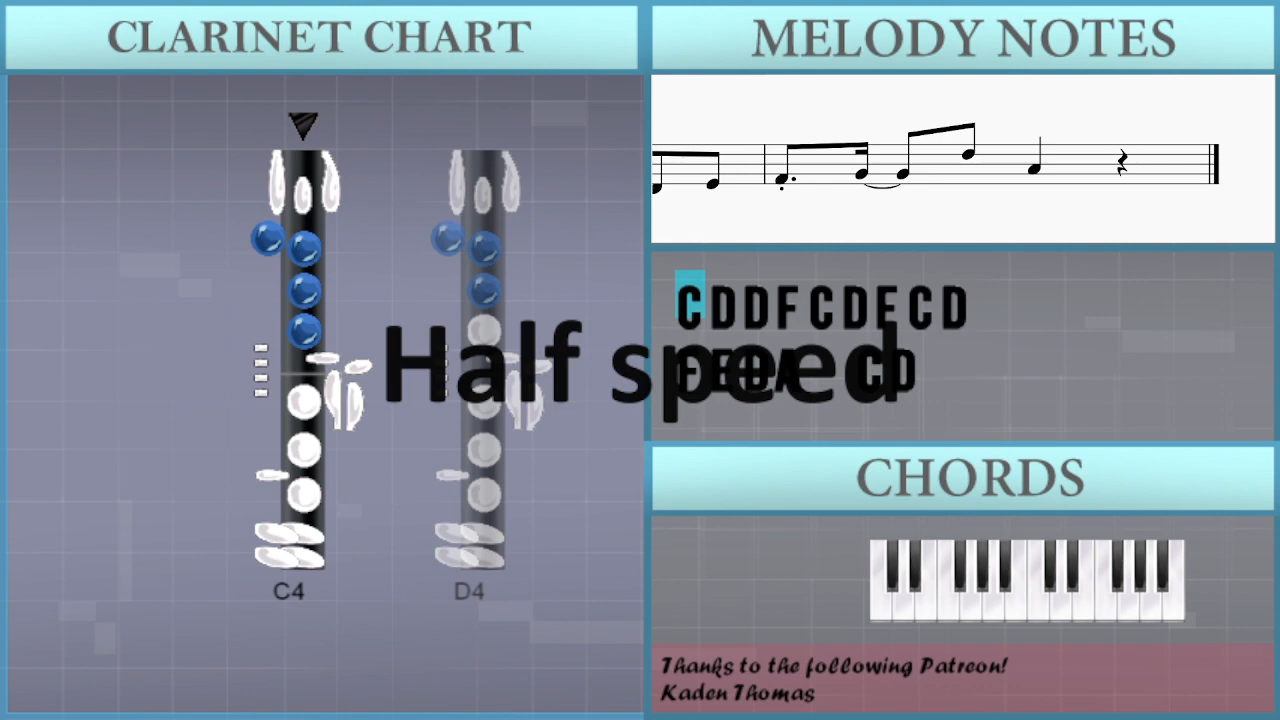 CLARINET CHART
MELODY NOTES
C D D F C D E C D
Half speed
C D
C4
D4
CHORDS
Thanks to the following Patreon!
Kaden Thomas